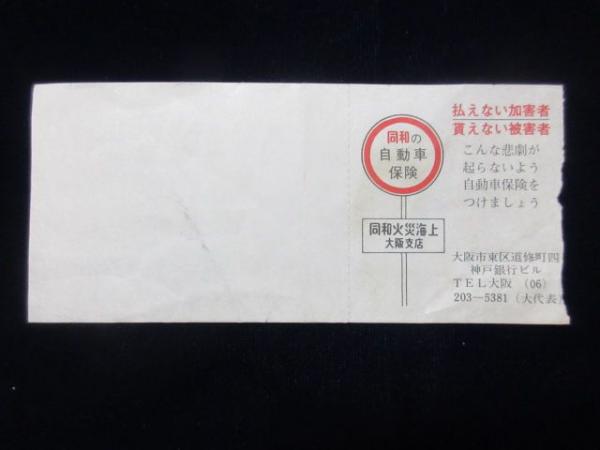 同和の
自動車
保険
同和火災海上
大阪支店
払えない加害者
貰えない被害者
こんな悲劇が
起らないよう
自動車保険を
つけましょう
大阪市東区道修町四
神戸銀行ビル
TEL大阪 (06)
203―5381 (大代表